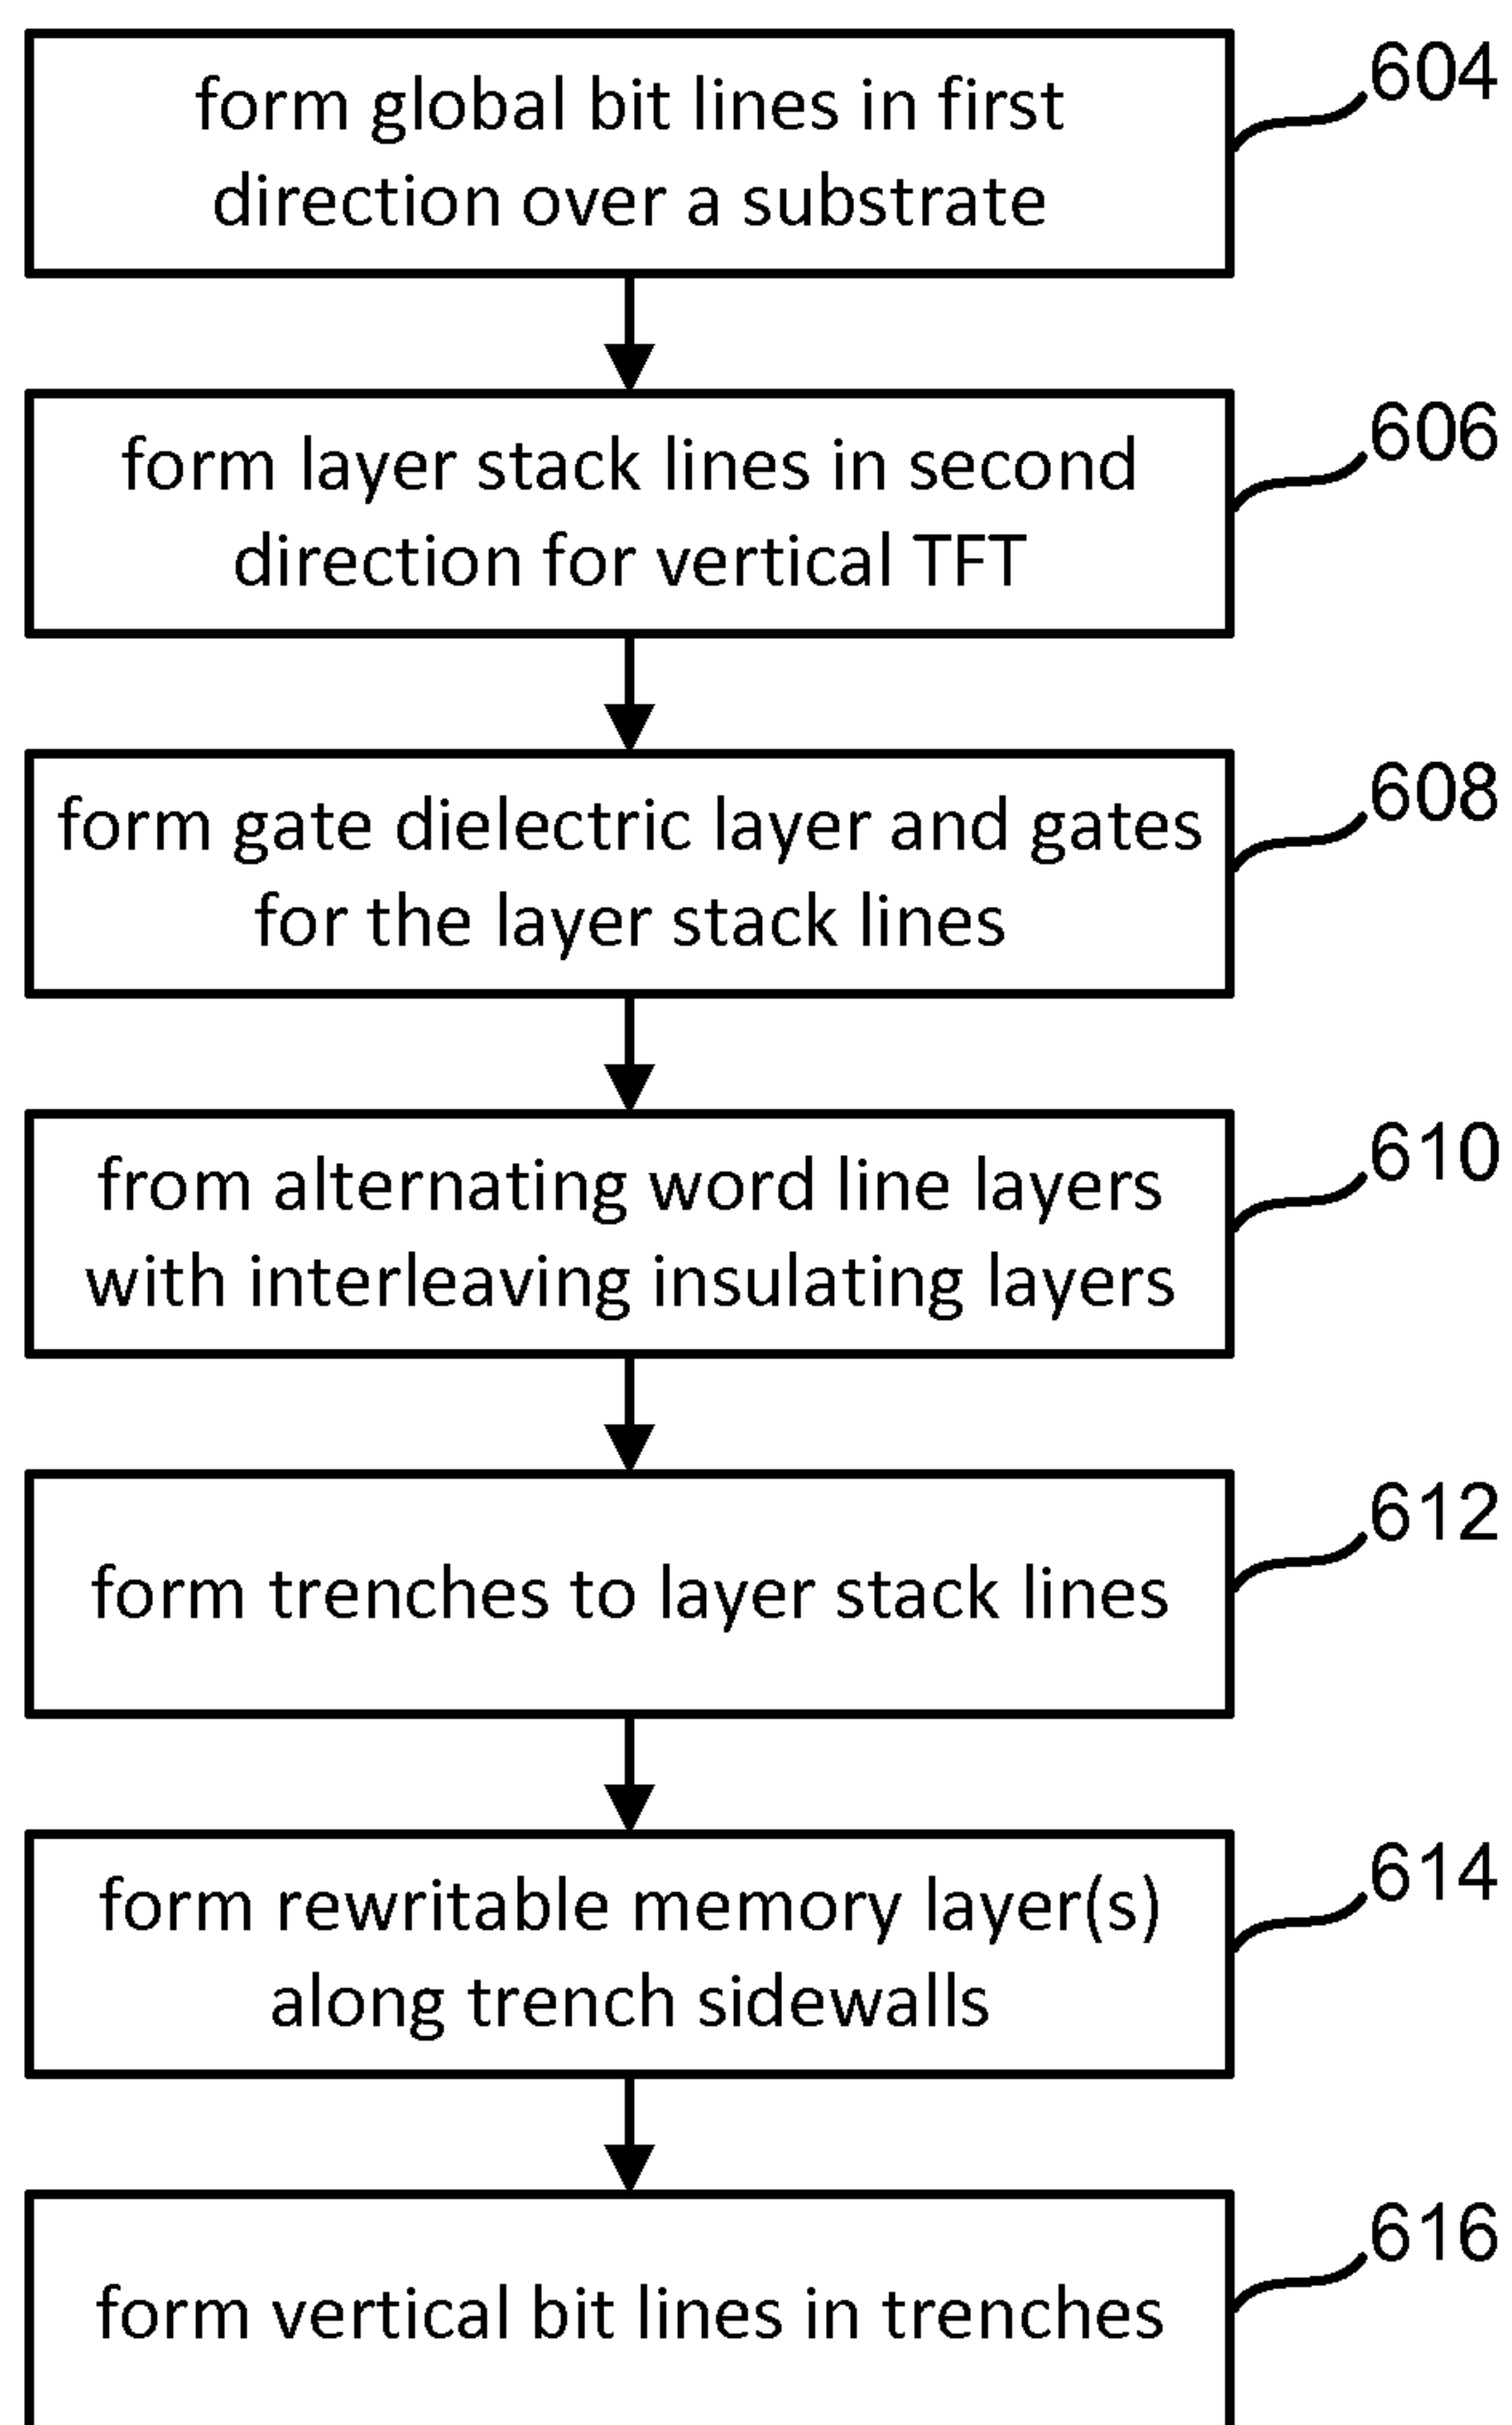 604
form global bit lines in first
direction over a substrate
606
form layer stack lines in second
direction for vertical TFT
608
form gate dielectric layer and gates
for the layer stack lines
610
from alternating word line layers
with interleaving insulating layers
612
form trenches to layer stack lines
614
form rewritable memory layer(s)
along trench sidewalls
616
form vertical bit lines in trenches